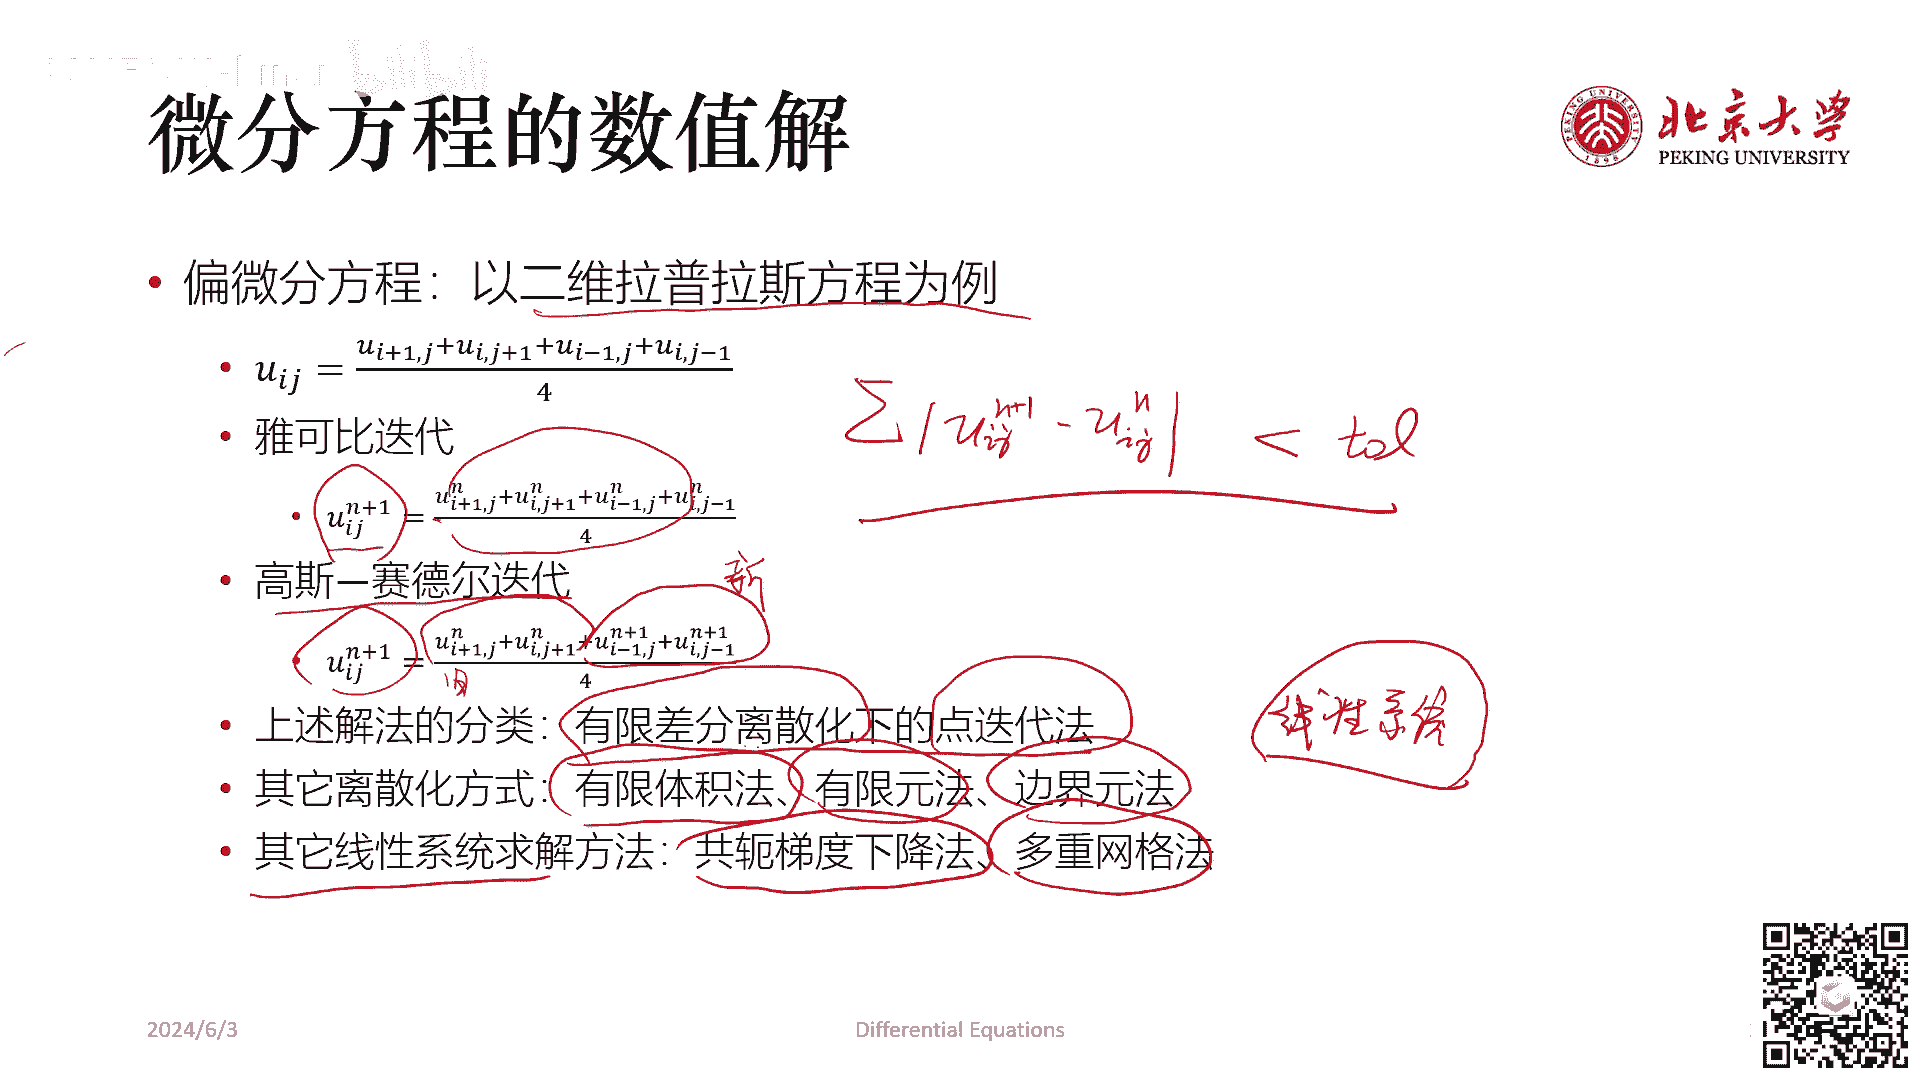 微分方程的数值解
北京大学
PEKING UNIVERSITY
PEKING UNIVERSITY
1898
• 偏微分方程：以二维拉普拉斯方程为例
• u_{ij} = \frac{u_{i+1,j}+u_{i,j+1}+u_{i-1,j}+u_{i,j-1}}{4}
• 雅可比迭代
∑|u_{ij}^{n+1} - u_{ij}^{n}| < tol
• u_{ij}^{n+1} = \frac{u_{i+1,j}^{n}+u_{i,j+1}^{n}+u_{i-1,j}^{n}+u_{i,j-1}^{n}}{4}
• 高斯—赛德尔迭代
新
• u_{ij}^{n+1} = \frac{u_{i+1,j}^{n}+u_{i,j+1}^{n}+u_{i-1,j}^{n+1}+u_{i,j-1}^{n+1}}{4}
旧
• 上述解法的分类：有限差分离散化下的点迭代法
线性系统
• 其它离散化方式：有限体积法、有限元法、边界元法
• 其它线性系统求解方法：共轭梯度下降法、多重网格法
2024/6/3
Differential Equations